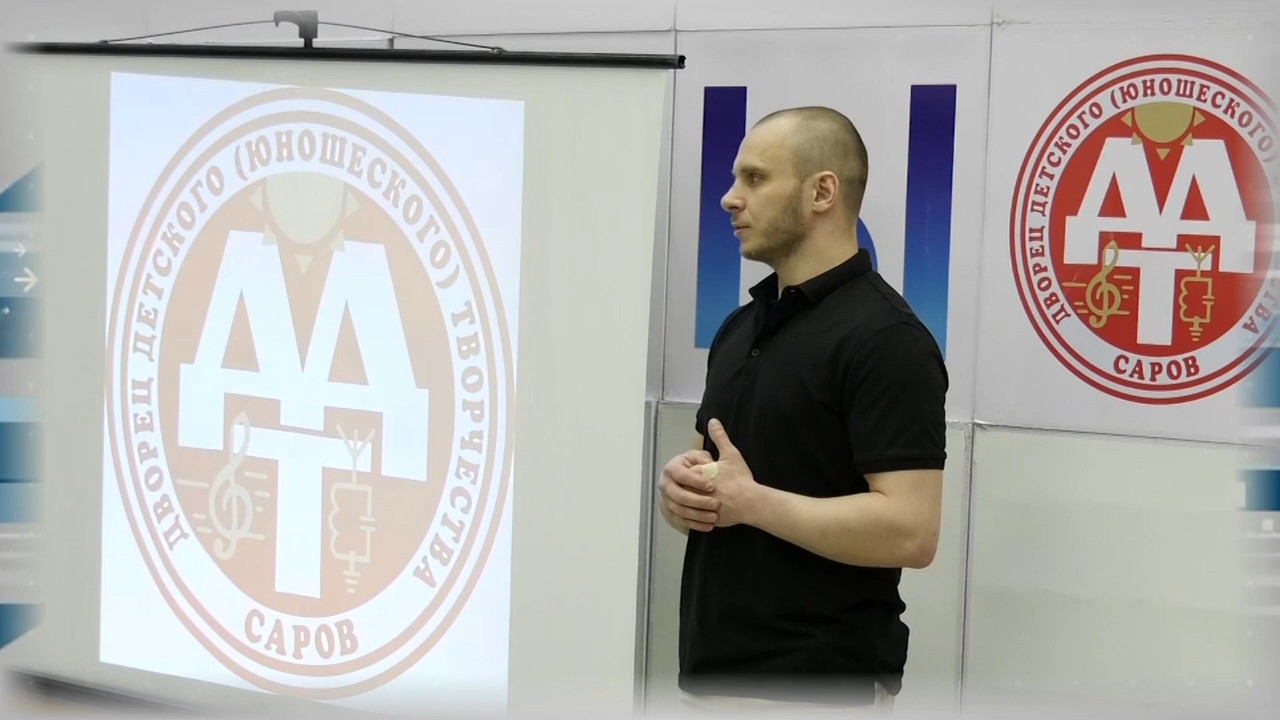 ДВОРЕЦ ДЕТСКОГО (ЮНОШЕСКОГО) ТВОРЧЕСТВА
ДДТ
САРОВ
ДВОРЕЦ ДЕТСКОГО (ЮНОШЕСКОГО)
ДДТ
САРОВ